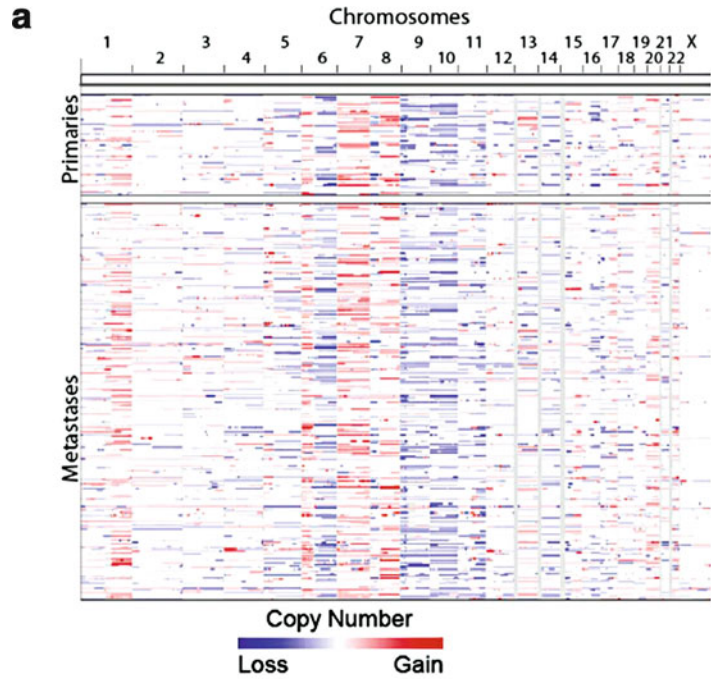 a
Chromosomes
1 3 5 7 9 11 13 15 17 19 21 X
2 4 6 8 10 12 14 16 18 20 22
Primaries
Metastases
Copy Number
Loss Gain